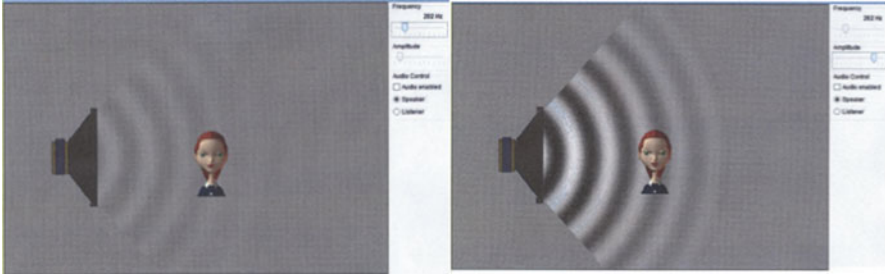 Frequency
262 Hz
Amplitude
Audio Control
Audio enabled
Speaker
Listener
Frequency
262 Hz
Amplitude
Audio Control
Audio enabled
Speaker
Listener